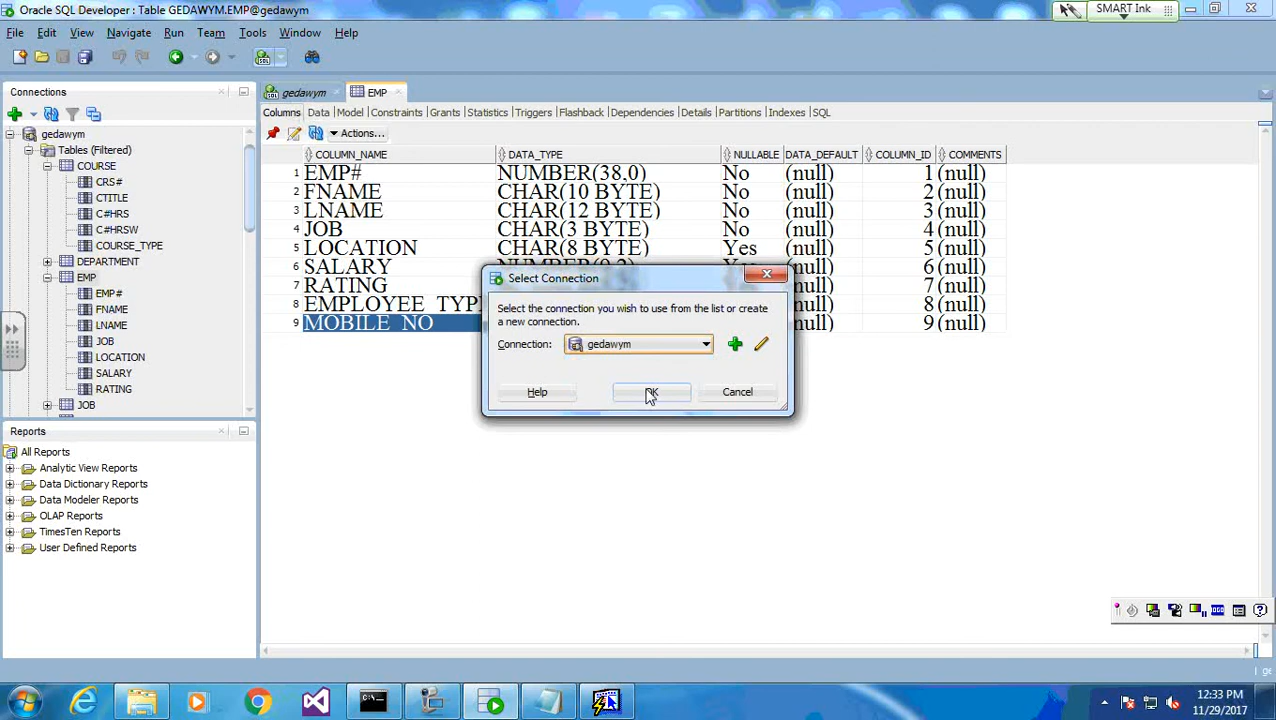 Oracle SQL Developer : Table GEDAWYM.EMP@gedawym
SMART Ink
File Edit View Navigate Run Team Tools Window Help
Connections
gedawym
Tables (Filtered)
COURSE
CRS#
CTITLE
C#HRS
C#HRSW
COURSE_TYPE
DEPARTMENT
EMP
EMP#
FNAME
LNAME
JOB
LOCATION
SALARY
RATING
JOB
Reports
All Reports
Analytic View Reports
Data Dictionary Reports
Data Modeler Reports
OLAP Reports
TimesTen Reports
User Defined Reports
gedawym EMP
Columns Data Model Constraints Grants Statistics Triggers Flashback Dependencies Details Partitions Indexes SQL
Actions...
COLUMN_NAME DATA_TYPE NULLABLE DATA_DEFAULT COLUMN_ID COMMENTS
1 EMP# NUMBER(38,0) No (null) 1 (null)
2 FNAME CHAR(10 BYTE) No (null) 2 (null)
3 LNAME CHAR(12 BYTE) No (null) 3 (null)
4 JOB CHAR(3 BYTE) No (null) 4 (null)
5 LOCATION CHAR(8 BYTE) Yes (null) 5 (null)
6 SALARY (null) 6 (null)
7 RATING (null) 7 (null)
8 EMPLOYEE_TYP (null) 8 (null)
9 MOBILE_NO (null) 9 (null)
Select Connection
Select the connection you wish to use from the list or create
a new connection.
Connection: gedawym
Help OK Cancel
12:33 PM
11/29/2017